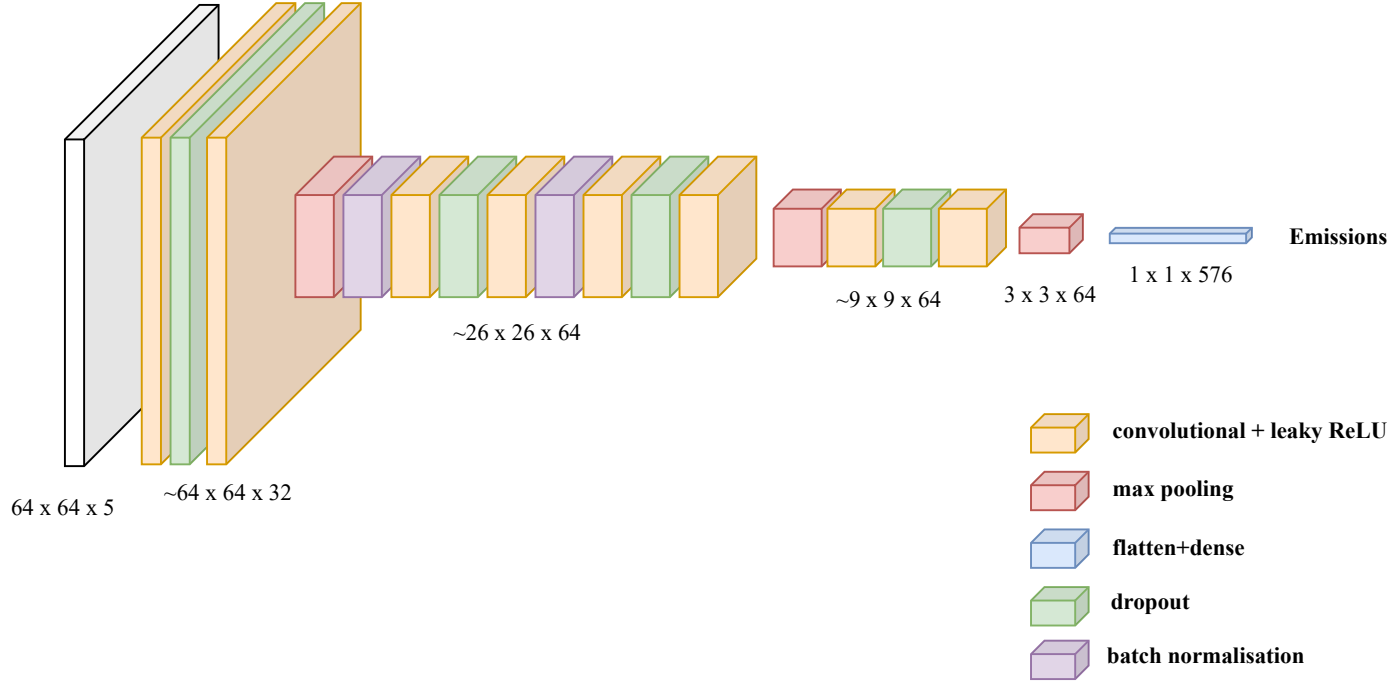 64 x 64 x 5
~64 x 64 x 32
~26 x 26 x 64
~9 x 9 x 64
3 x 3 x 64
1 x 1 x 576
Emissions
convolutional + leaky ReLU
max pooling
flatten+dense
dropout
batch normalisation